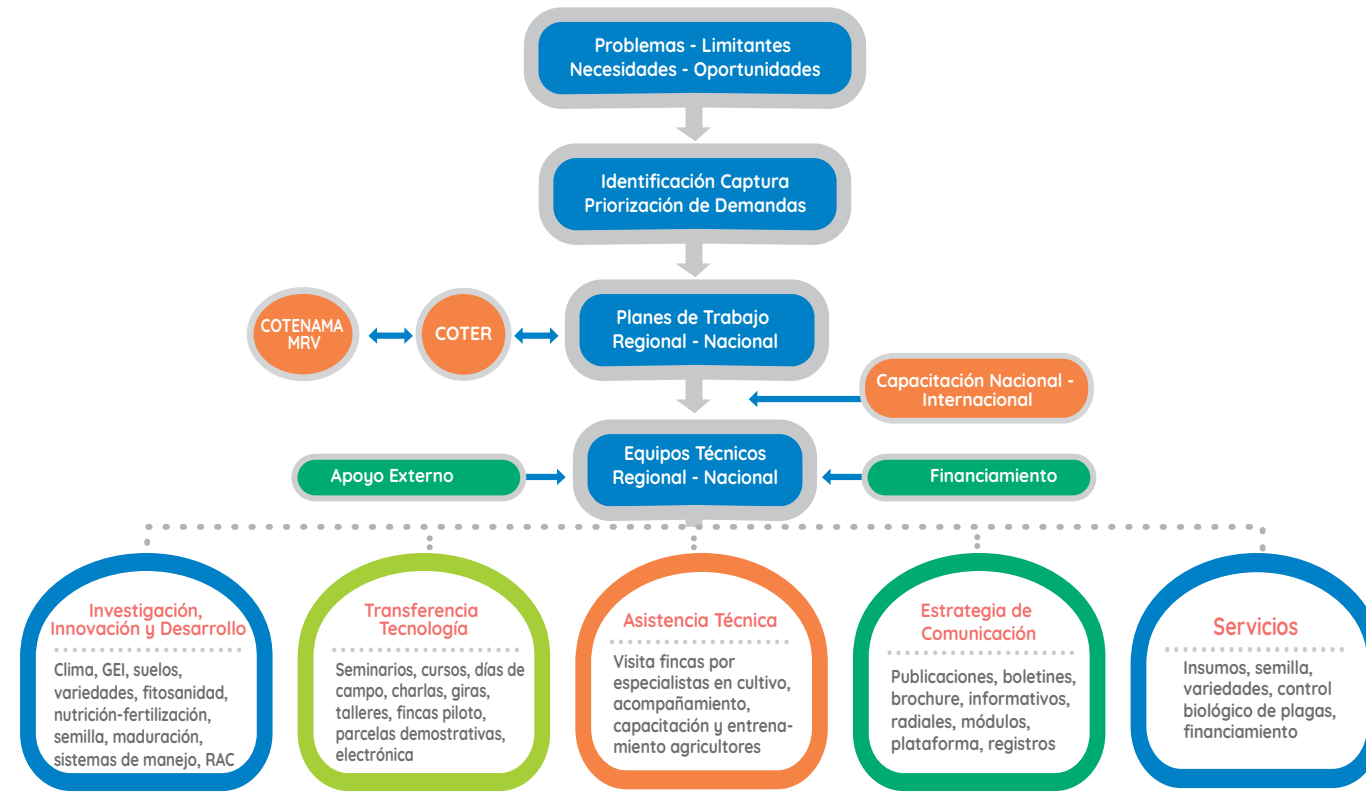 Problemas - Limitantes
Necesidades - Oportunidades
Identificación Captura
Priorización de Demandas
COTENAMA
MRV
COTER
Planes de Trabajo
Regional - Nacional
Capacitación Nacional -
Internacional
Apoyo Externo
Equipos Técnicos
Regional - Nacional
Financiamiento
Investigación,
Innovación y Desarrollo
Clima, GEI, suelos,
variedades, fitosanidad,
nutrición-fertilización,
semilla, maduración,
sistemas de manejo, RAC
Transferencia
Tecnología
Seminarios, cursos, días de
campo, charlas, giras,
talleres, fincas piloto,
parcelas demostrativas,
electrónica
Asistencia Técnica
Visita fincas por
especialistas en cultivo,
acompañamiento,
capacitación y entrena-
miento agricultores
Estrategia de
Comunicación
Publicaciones, boletines,
brochure, informativos,
radiales, módulos,
plataforma, registros
Servicios
Insumos, semilla,
variedades, control
biológico de plagas,
financiamiento